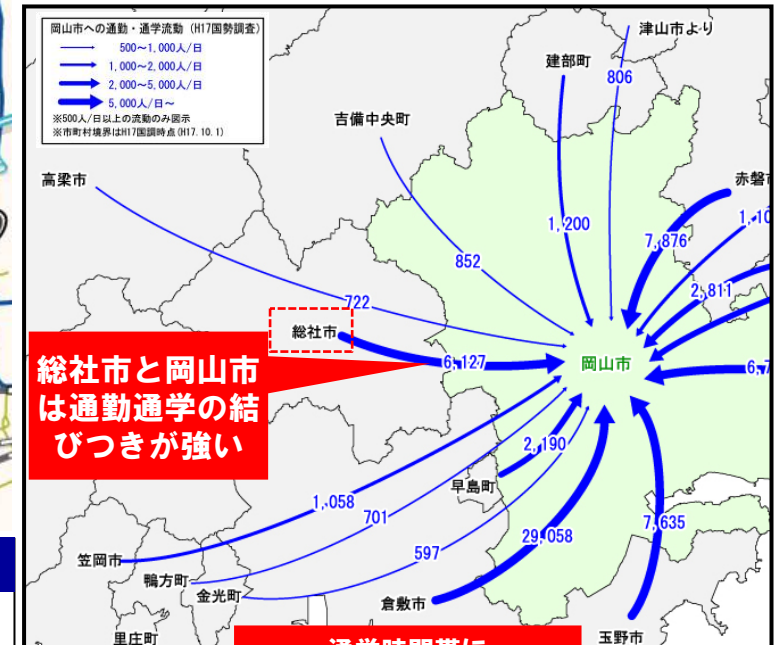 岡山市への通勤・通学流動(H17国勢調査)
500~1,000人/日
1,000~2,000人/日
2,000~5,000人/日
5,000人/日~
※500人/日以上の流動のみ図示
※市町村境界はH17国調時点(H17.10.1)
津山市より
建部町
806
吉備中央町
高梁市
赤磐
1,200
7,876
1,10
852
2,811
722
総社市
6,127
岡山市
6,7
総社市と岡山市
は通勤通学の結
びつきが強い
2,190
早島町
1,058
701
29,058
7,635
597
笠岡市
鴨方町
金光町
倉敷市
里庄町
玉野市